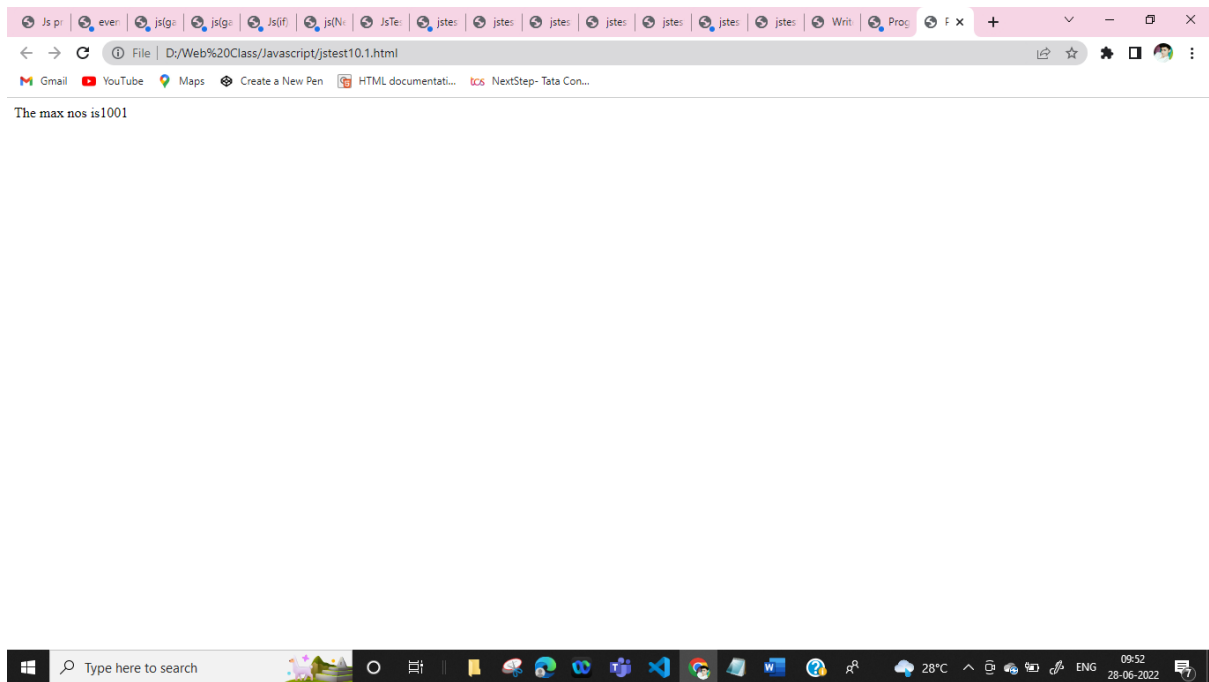 Js pr even js(ga js(ga Js(if) js(Ne JsTes jstes jstes jstes jstes jstes jstes jstes Writ Prog
File D:/Web%20Class/Javascript/jstest10.1.html
Gmail YouTube Maps Create a New Pen HTML documentati... tcs NextStep- Tata Con...
The max nos is1001
Type here to search 28°C ENG 09:52
28-06-2022 7